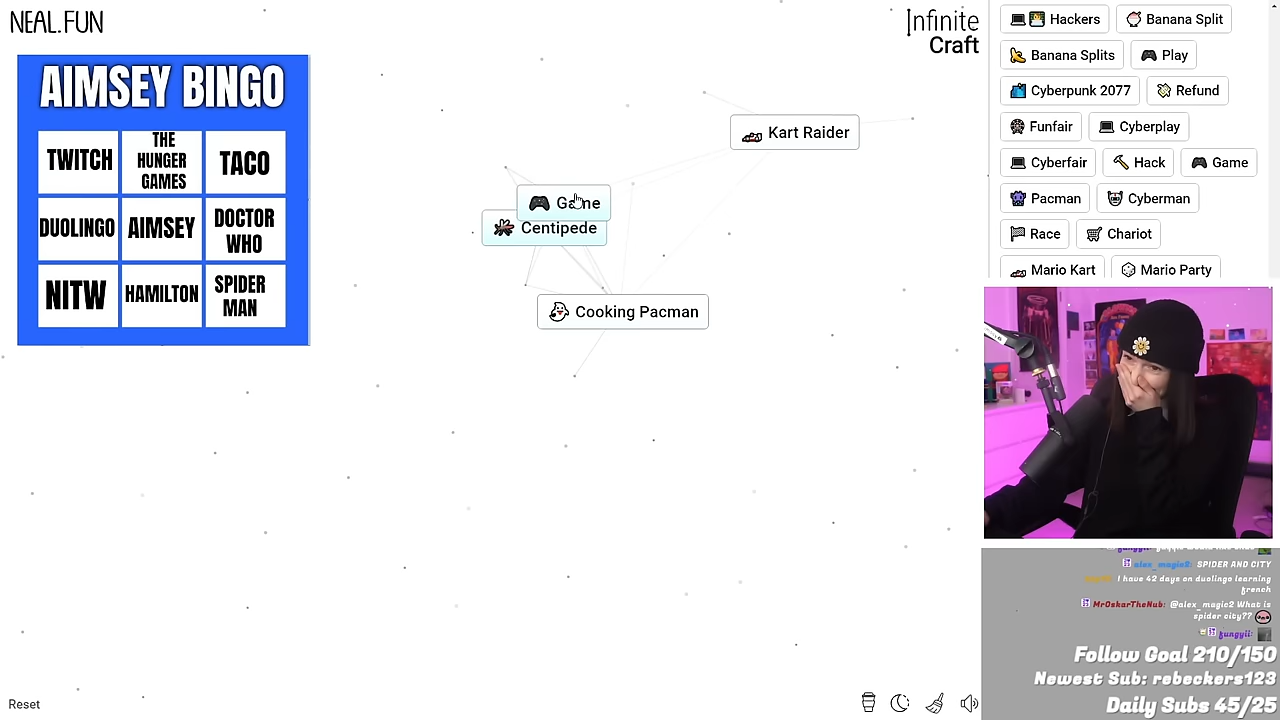 NEAL.FUN
Infinite
Craft
AIMSEY BINGO
TWITCH
THE
HUNGER
GAMES
TACO
DUOLINGO
AIMSEY
DOCTOR
WHO
NITW
HAMILTON
SPIDER
MAN
Kart Raider
Game
Centipede
Cooking Pacman
Hackers
Banana Split
Banana Splits
Play
Cyberpunk 2077
Refund
Funfair
Cyberplay
Cyberfair
Hack
Game
Pacman
Cyberman
Race
Chariot
Mario Kart
Mario Party
alex_magic2: SPIDER AND CITY
I have 42 days on duolingo learning
french
MrOskarTheNub: @alex_magic2 What is
spider city??
fungyii:
Follow Goal 210/150
Newest Sub: rebeckers123
Daily Subs 45/25
Reset